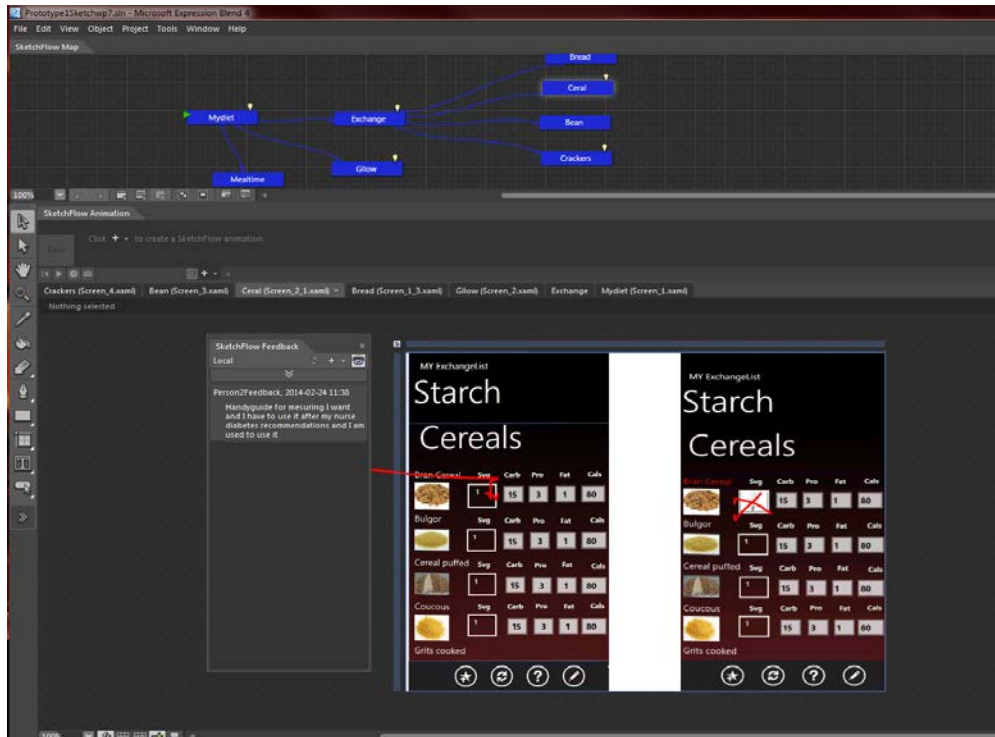 Prototype1Sketchwp7.sln - Microsoft Expression Blend 4
File Edit View Object Project Tools Window Help
SketchFlow Map
Bread
Ceral
Mydiet
Exchange
Bean
Crackers
Gllow
Mealtime
100%
SketchFlow Animation
Base
Click + to create a SketchFlow animation
Crackers (Screen_4.xaml) Bean (Screen_3.xaml) Ceral (Screen_2_1.xaml) Bread (Screen_1_3.xaml) Gllow (Screen_2.xaml) Exchange Mydiet (Screen_1.xaml)
Nothing selected
SketchFlow Feedback
Local
Person2Feedback, 2014-02-24 11:38
Handyguide for mesuring I want
and I have to use it after my nurse
diabetes recommendations and I am
used to use it
MY ExchangeList
Starch
Cereals
Bran Cereal Svg Carb Pro Fat Cals
1 15 3 1 80
Bulgor Svg Carb Pro Fat Cals
1 15 3 1 80
Cereal puffed Svg Carb Pro Fat Cals
1 15 3 1 80
Coucous Svg Carb Pro Fat Cals
1 15 3 1 80
Grits cooked
MY ExchangeList
Starch
Cereals
Bran Cereal Svg Carb Pro Fat Cals
15 3 1 80
Bulgor Svg Carb Pro Fat Cals
1 15 3 1 80
Cereal puffed Svg Carb Pro Fat Cals
1 15 3 1 80
Coucous Svg Carb Pro Fat Cals
1 15 3 1 80
Grits cooked
100%